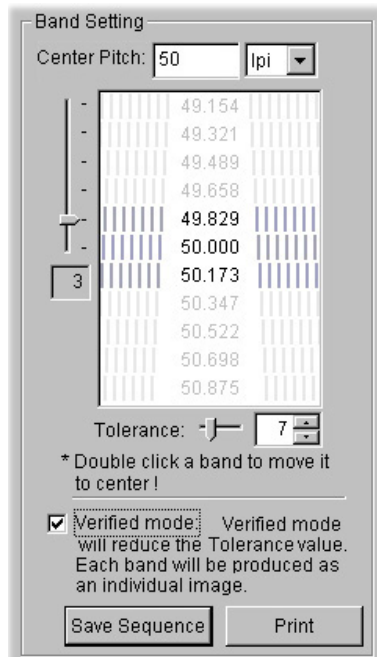 Band Setting
Center Pitch: 50 lpi
49.154
49.321
49.489
49.658
49.829
50.000
50.173
50.347
50.522
50.698
50.875
3
Tolerance: 7
* Double click a band to move it
to center !
Verified mode: Verified mode
will reduce the Tolerance value.
Each band will be produced as
an individual image.
Save Sequence Print